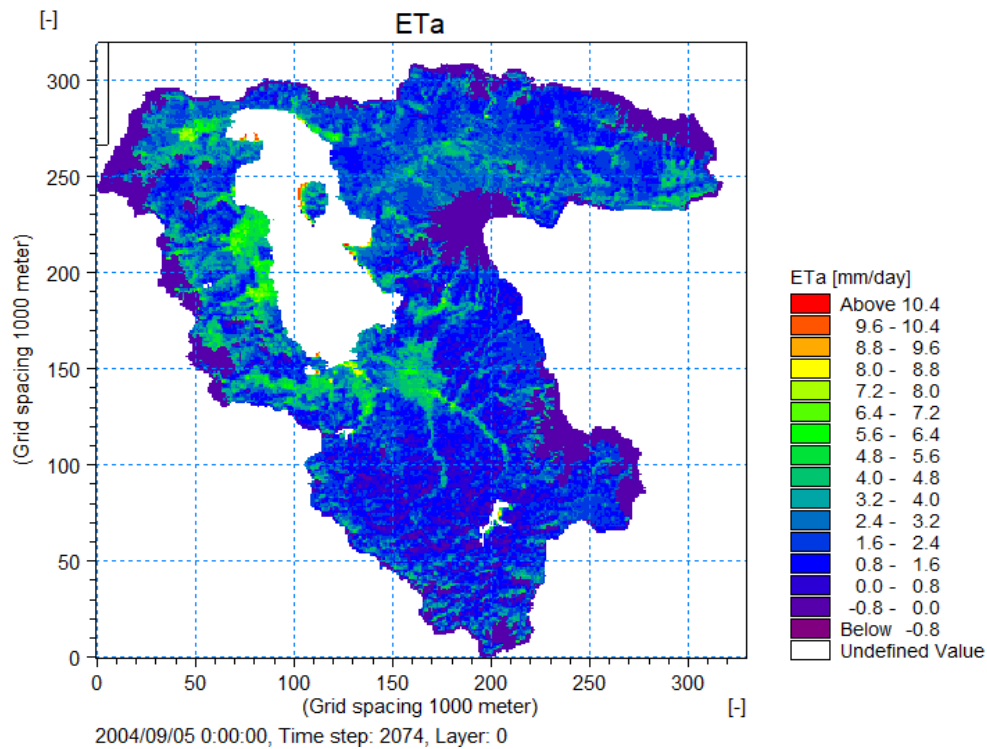 [-]
ETa
300
250
200
150
100
50
0
(Grid spacing 1000 meter)
0 50 100 150 200 250 300
(Grid spacing 1000 meter) [-]
2004/09/05 0:00:00, Time step: 2074, Layer: 0
ETa [mm/day]
Above 10.4
9.6 - 10.4
8.8 - 9.6
8.0 - 8.8
7.2 - 8.0
6.4 - 7.2
5.6 - 6.4
4.8 - 5.6
4.0 - 4.8
3.2 - 4.0
2.4 - 3.2
1.6 - 2.4
0.8 - 1.6
0.0 - 0.8
-0.8 - 0.0
Below -0.8
Undefined Value